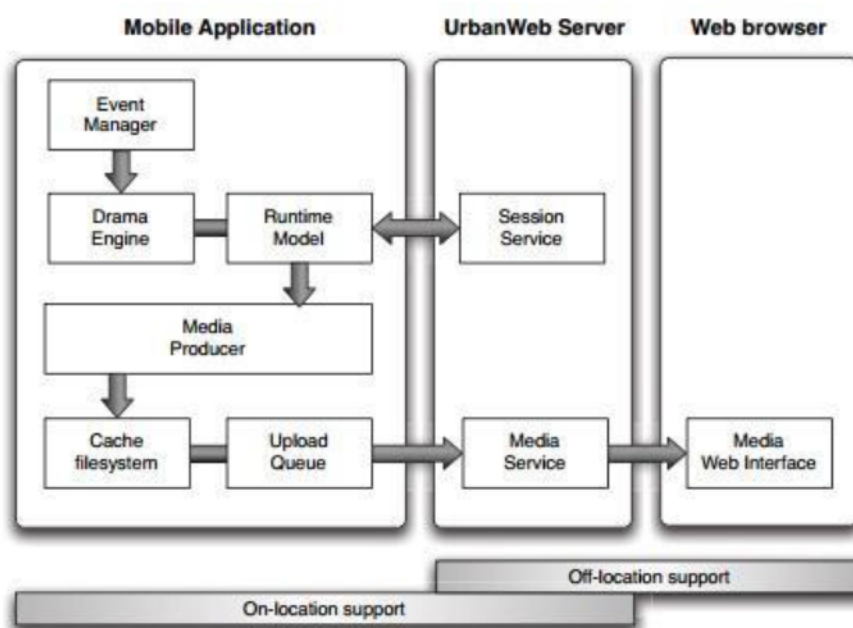 Mobile Application
UrbanWeb Server
Web browser
Event
Manager
Drama
Engine
Runtime
Model
Session
Service
Media
Producer
Cache
filesystem
Upload
Queue
Media
Service
Media
Web Interface
Off-location support
On-location support